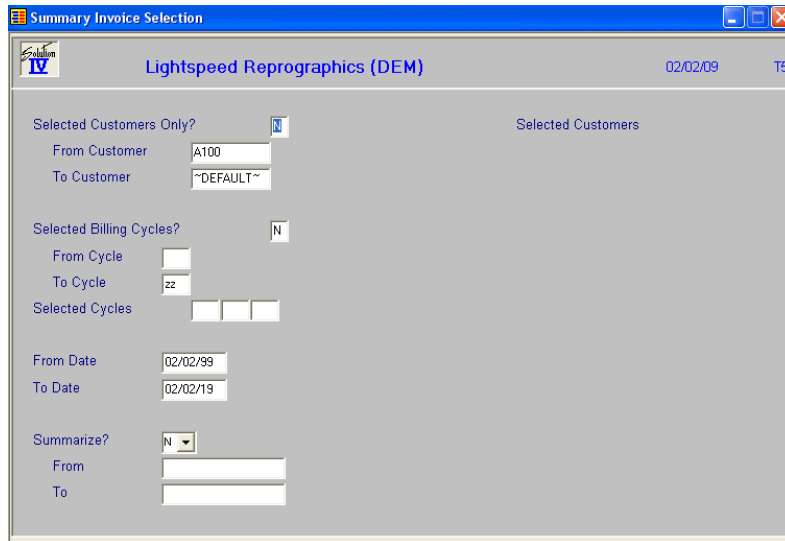 Summary Invoice Selection
Solution
IV
Lightspeed Reprographics (DEM) 02/02/09 T5
Selected Customers Only? N Selected Customers
From Customer A100
To Customer ~DEFAULT~
Selected Billing Cycles? N
From Cycle
To Cycle zz
Selected Cycles
From Date 02/02/99
To Date 02/02/19
Summarize? N
From
To